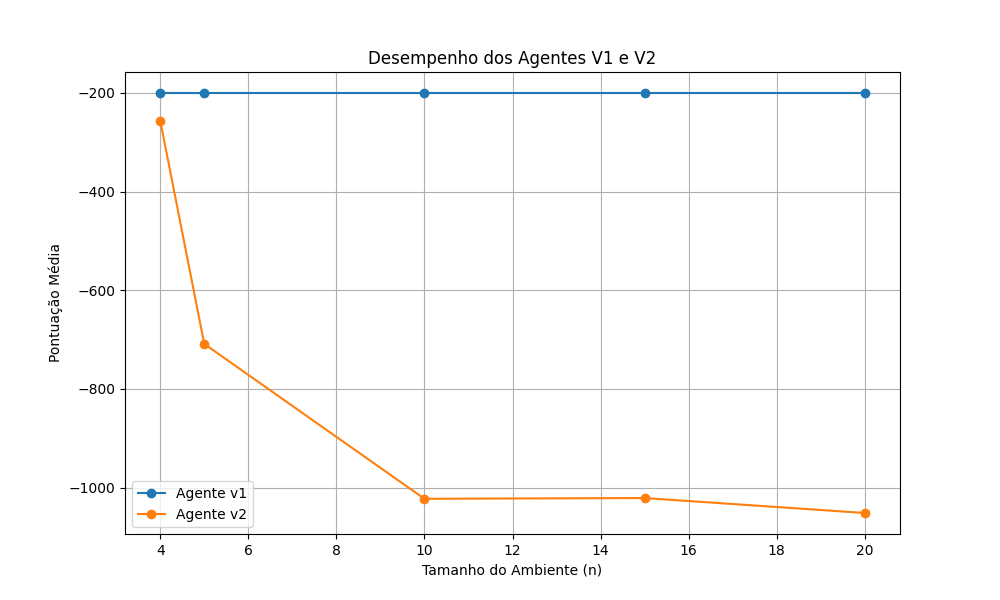 Desempenho dos Agentes V1 e V2
Pontuação Média
−200
−400
−600
−800
−1000
Agente v1
Agente v2
4 6 8 10 12 14 16 18 20
Tamanho do Ambiente (n)